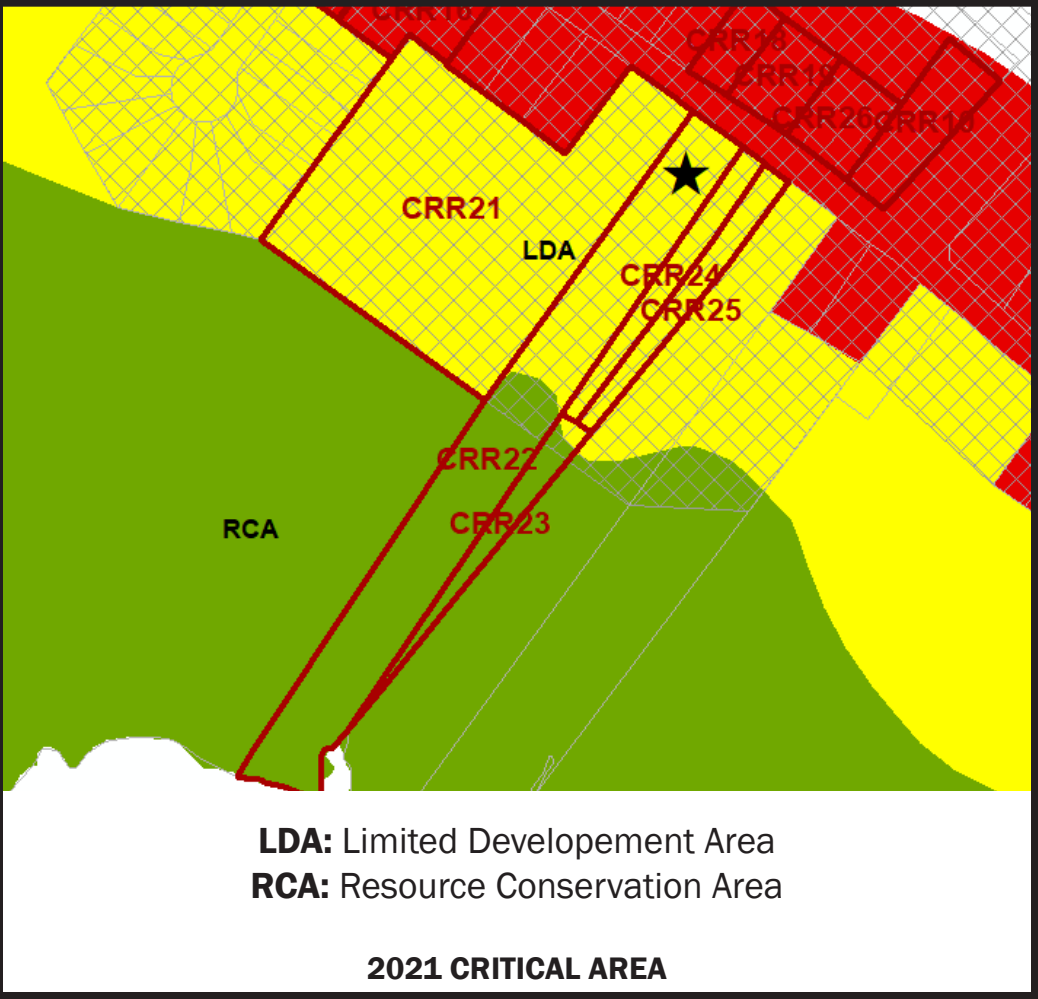 CRR18
CRR19
CRR26
CRR21
LDA
CRR24
CRR25
CRR22
CRR23
RCA
LDA: Limited Developement Area
RCA: Resource Conservation Area
2021 CRITICAL AREA